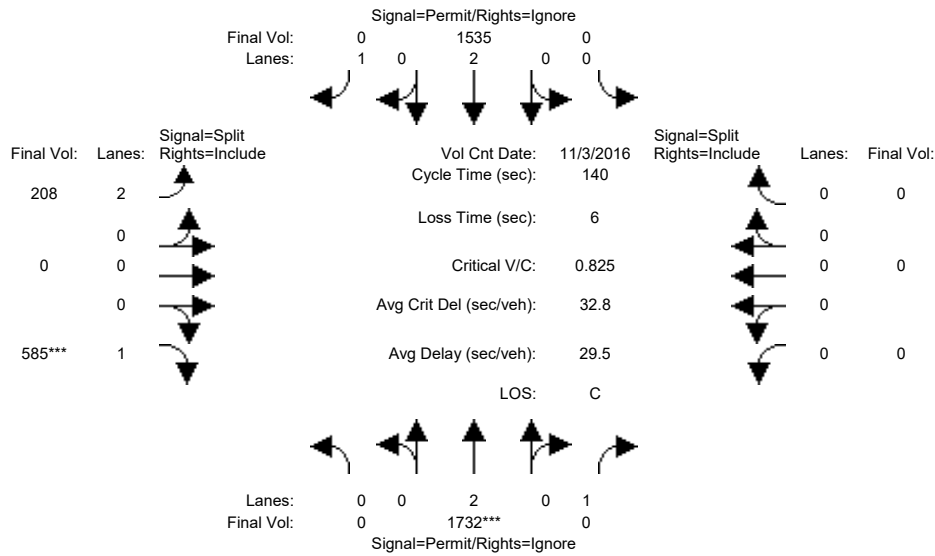 Signal=Permit/Rights=Ignore
Final Vol: 0 1535 0
Lanes: 1 0 2 0 0
Signal=Split Signal=Split
Final Vol: Lanes: Rights=Include Vol Cnt Date: 11/3/2016 Rights=Include Lanes: Final Vol:
Cycle Time (sec): 140
208 2 0 0
Loss Time (sec): 6
0 0
0 0 Critical V/C: 0.825 0 0
0 Avg Crit Del (sec/veh): 32.8 0
585*** 1 Avg Delay (sec/veh): 29.5 0 0
LOS: C
Lanes: 0 0 2 0 1
Final Vol: 0 1732*** 0
Signal=Permit/Rights=Ignore